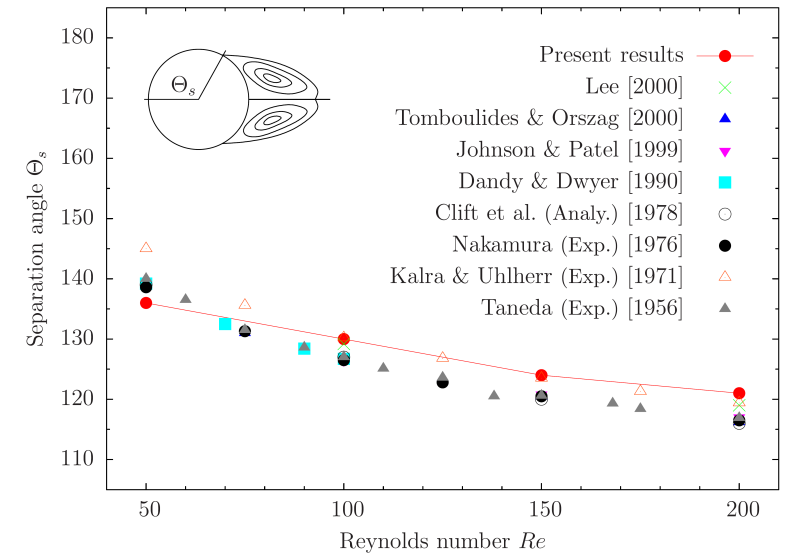 180
170
160
150
140
130
120
110
Separation angle Θs
Θs
Present results
Lee [2000]
Tomboulides & Orszag [2000]
Johnson & Patel [1999]
Dandy & Dwyer [1990]
Clift et al. (Analy.) [1978]
Nakamura (Exp.) [1976]
Kalra & Uhlherr (Exp.) [1971]
Taneda (Exp.) [1956]
50 100 150 200
Reynolds number Re